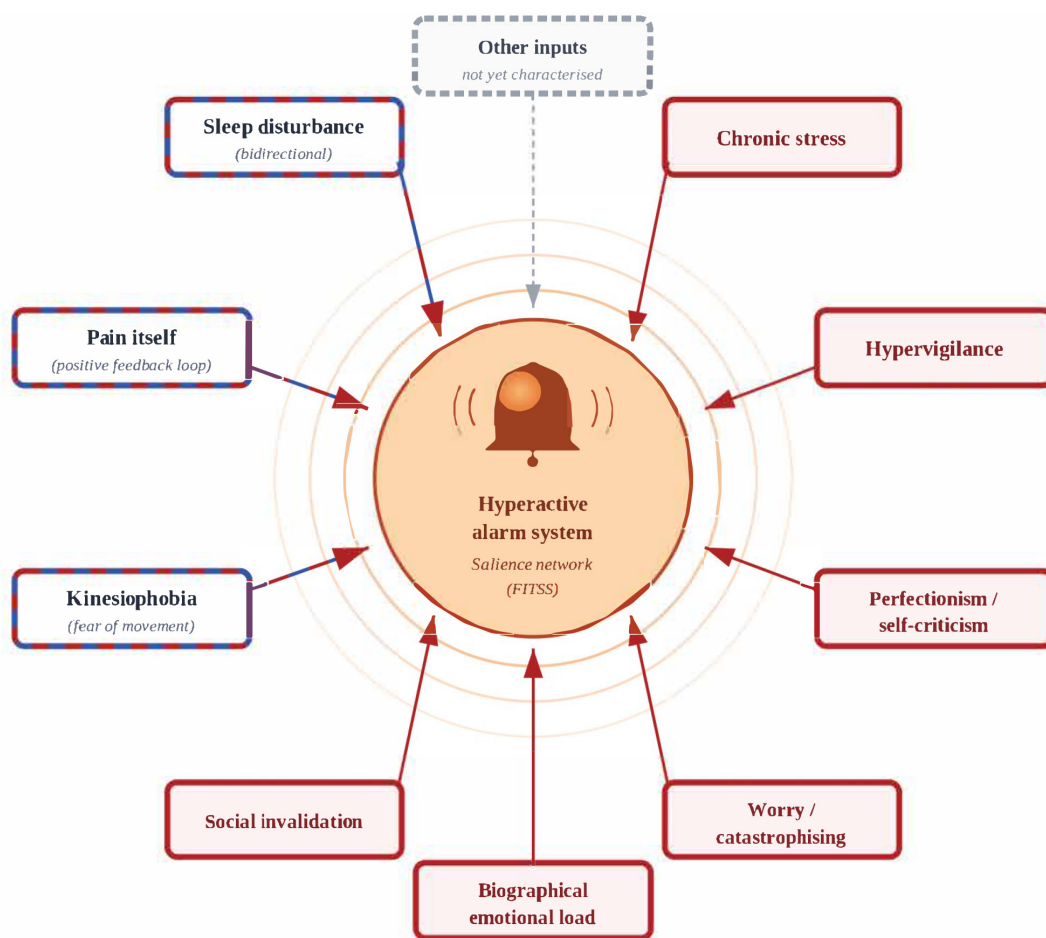 Other inputs
not yet characterised
Sleep disturbance
(bidirectional)
Chronic stress
Pain itself
(positive feedback loop)
Hypervigilance
Hyperactive
alarm system
Salience network
(FITSS)
Kinesiophobia
(fear of movement)
Perfectionism /
self-criticism
Social invalidation
Worry /
catastrophising
Biographical
emotional load